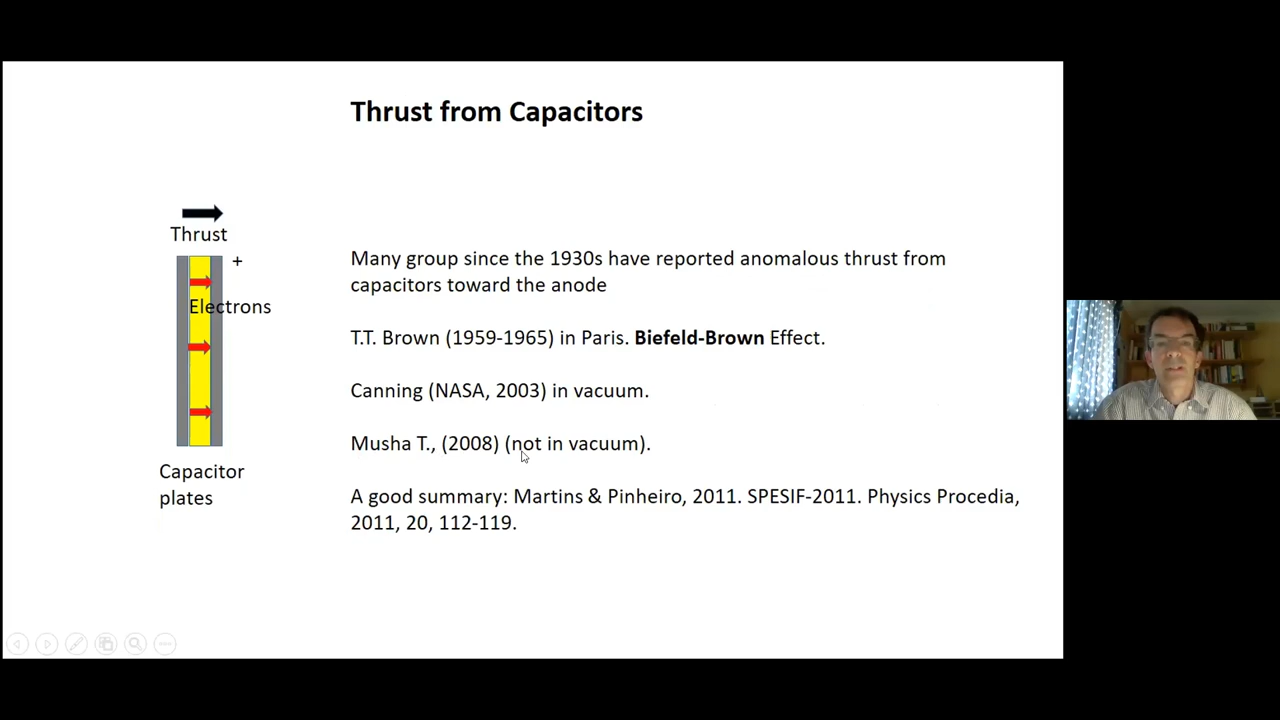 Thrust from Capacitors
Thrust
+
Electrons
Capacitor
plates
Many group since the 1930s have reported anomalous thrust from
capacitors toward the anode
T.T. Brown (1959-1965) in Paris. Biefeld-Brown Effect.
Canning (NASA, 2003) in vacuum.
Musha T., (2008) (not in vacuum).
A good summary: Martins & Pinheiro, 2011. SPESIF-2011. Physics Procedia,
2011, 20, 112-119.